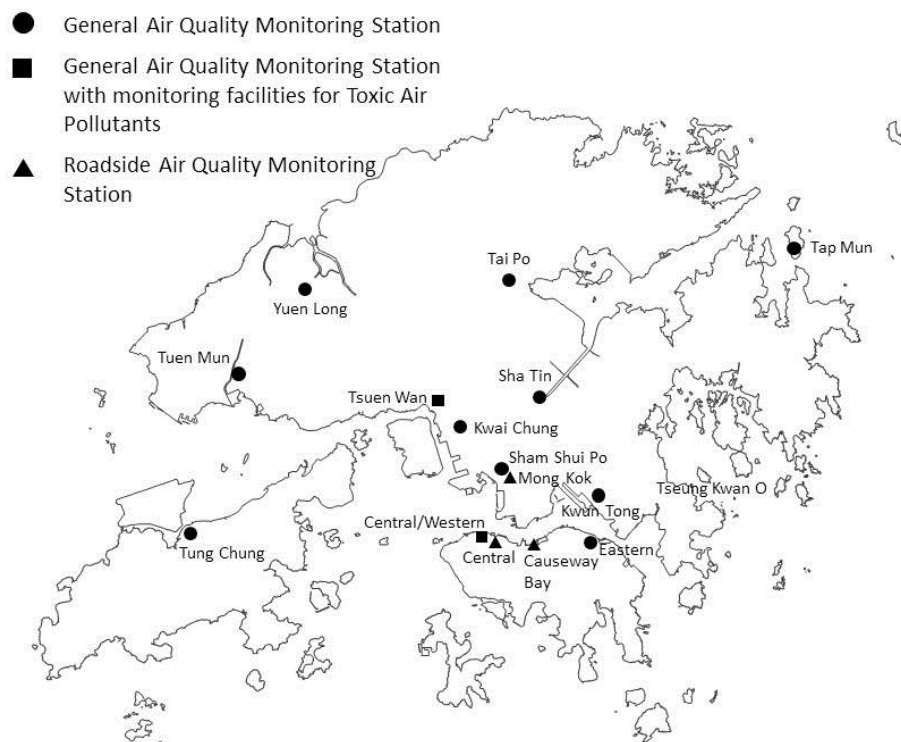 General Air Quality Monitoring Station
General Air Quality Monitoring Station
with monitoring facilities for Toxic Air
Pollutants
Roadside Air Quality Monitoring
Station
Tap Mun
Tai Po
Yuen Long
Tuen Mun
Sha Tin
Tsuen Wan
Kwai Chung
Sham Shui Po
Mong Kok
Tseung Kwan O
Kwun Tong
Central/Western
Tung Chung
Central
Causeway
Bay
Eastern